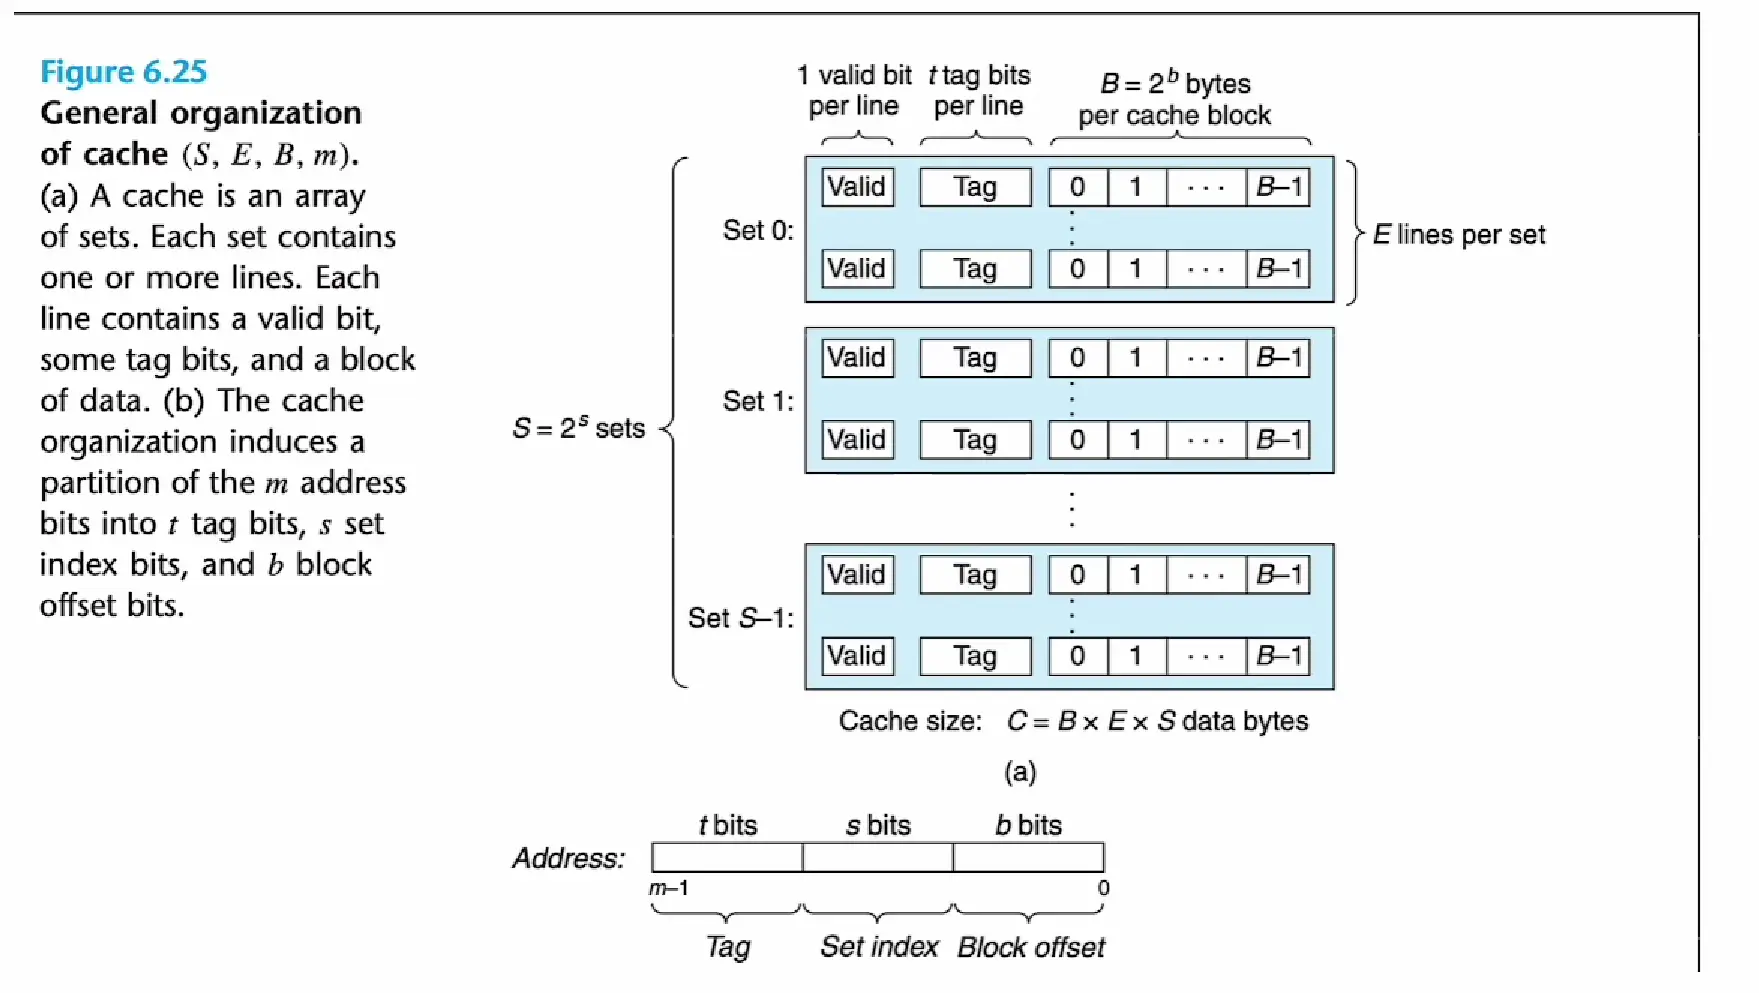 Figure 6.25
General organization
of cache (S, E, B, m).
(a) A cache is an array
of sets. Each set contains
one or more lines. Each
line contains a valid bit,
some tag bits, and a block
of data. (b) The cache
organization induces a
partition of the m address
bits into t tag bits, s set
index bits, and b block
offset bits.
1 valid bit
per line
t tag bits
per line
B = 2^b bytes
per cache block
S = 2^s sets
Set 0:
Valid Tag 0 1 · · · B–1
Valid Tag 0 1 · · · B–1
E lines per set
Set 1:
Valid Tag 0 1 · · · B–1
Valid Tag 0 1 · · · B–1
Set S–1:
Valid Tag 0 1 · · · B–1
Valid Tag 0 1 · · · B–1
Cache size: C = B × E × S data bytes
(a)
t bits s bits b bits
Address:
m–1 0
Tag Set index Block offset